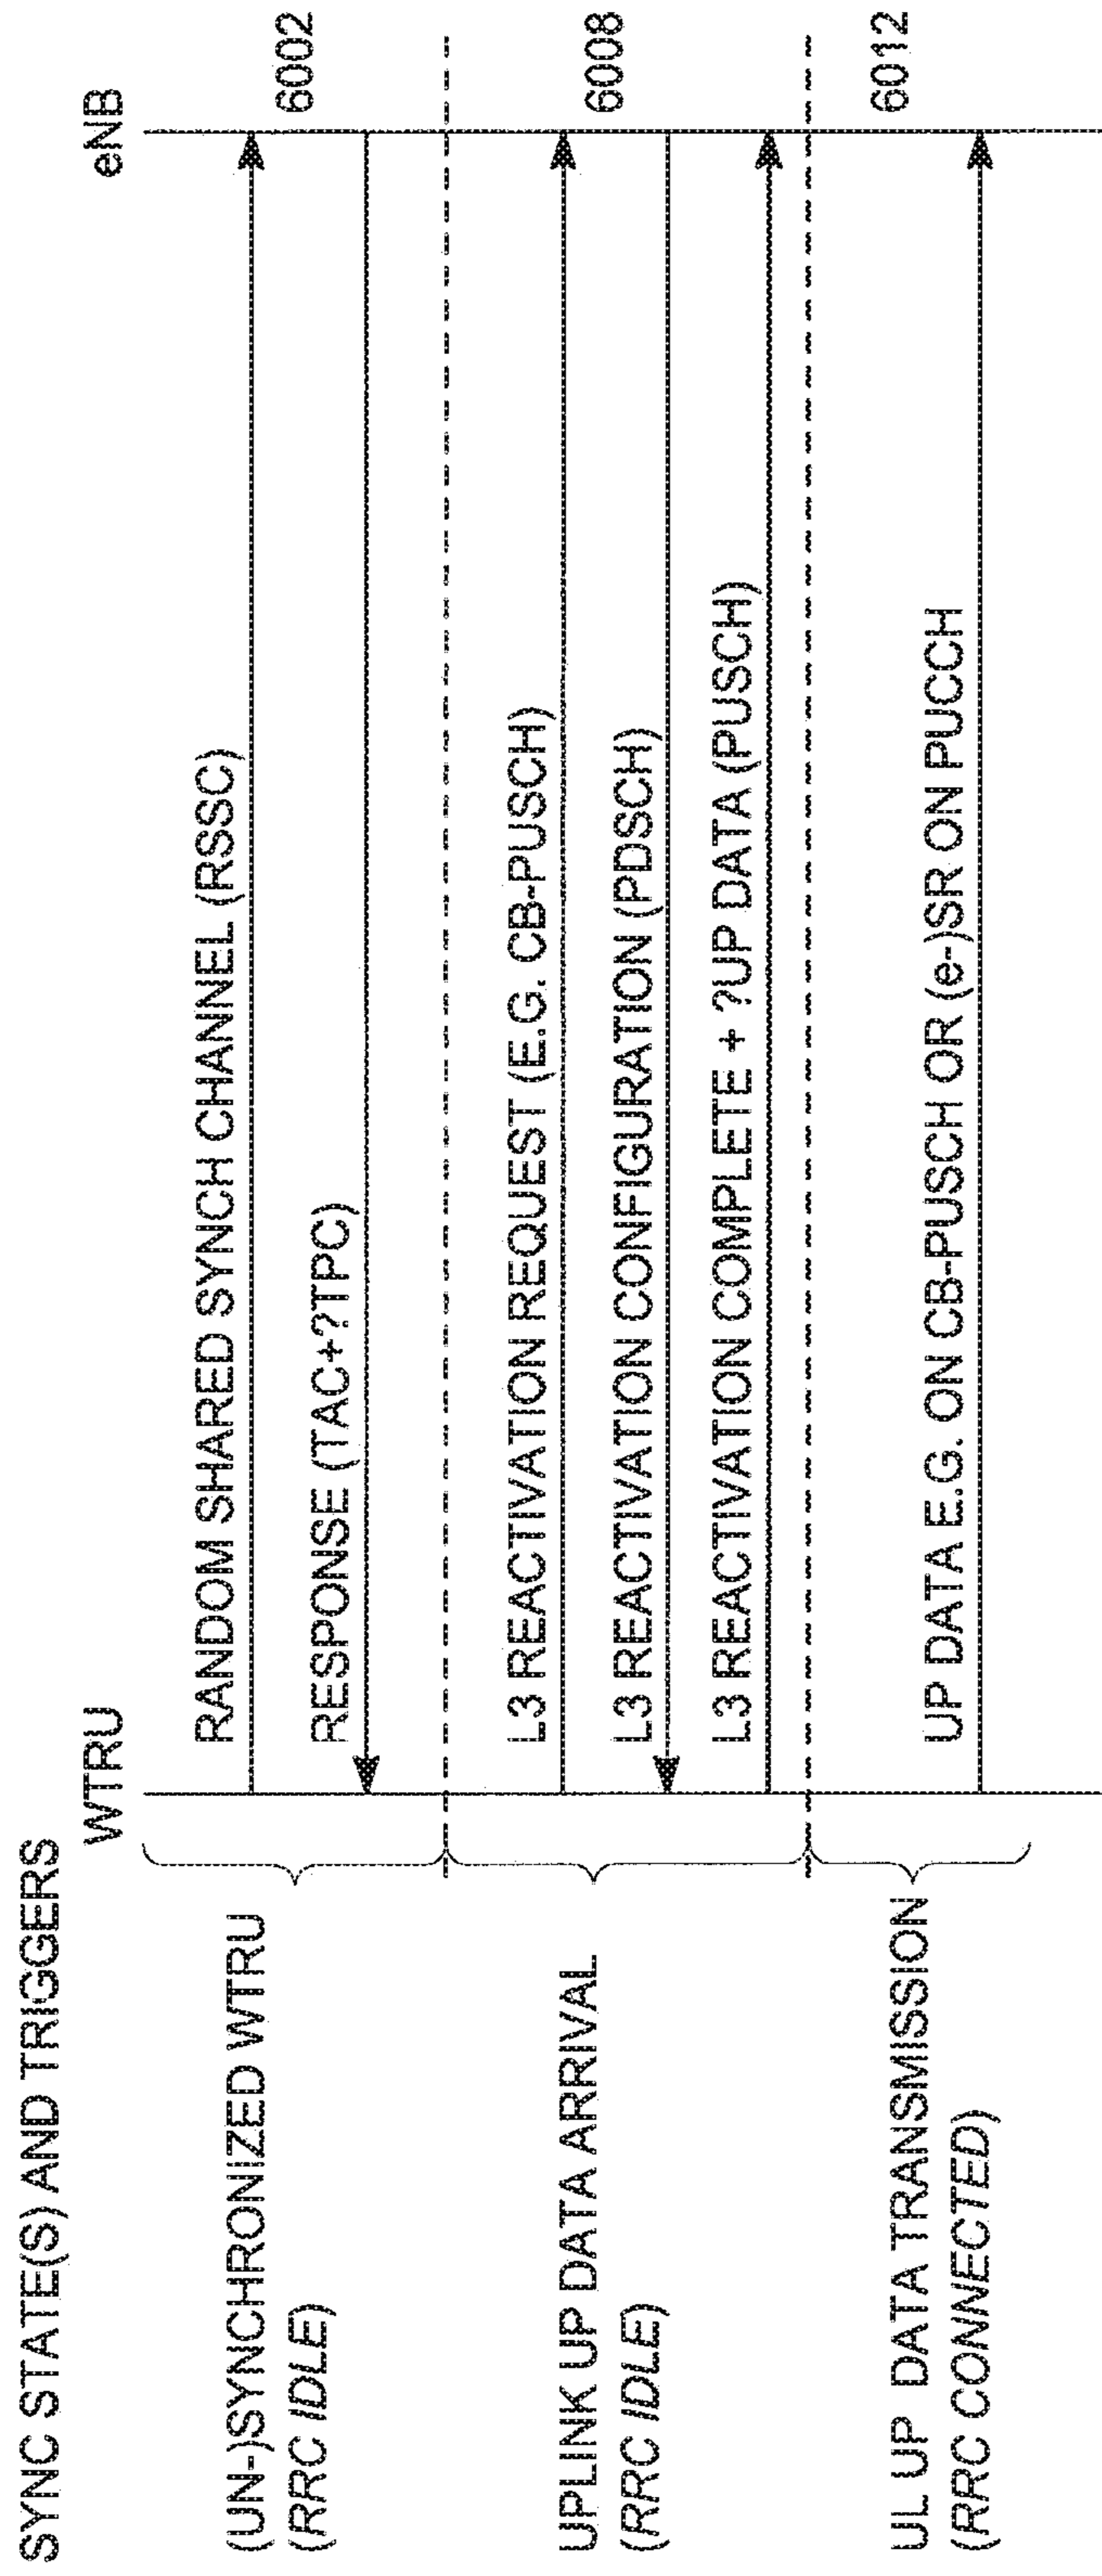 SYNC STATE(S) AND TRIGGERS
WTRU
eNB
(UN-)SYNCHRONIZED WTRU
(RRC IDLE)
RANDOM SHARED SYNCH CHANNEL (RSSC)
RESPONSE (TAC+?TPC)
6002
UPLINK UP DATA ARRIVAL
(RRC IDLE)
L3 REACTIVATION REQUEST (E.G. CB-PUSCH)
L3 REACTIVATION CONFIGURATION (PDSCH)
L3 REACTIVATION COMPLETE + ?UP DATA (PUSCH)
6008
UL UP DATA TRANSMISSION
(RRC CONNECTED)
UP DATA E.G. ON CB-PUSCH OR (e-)SR ON PUCCH
6012